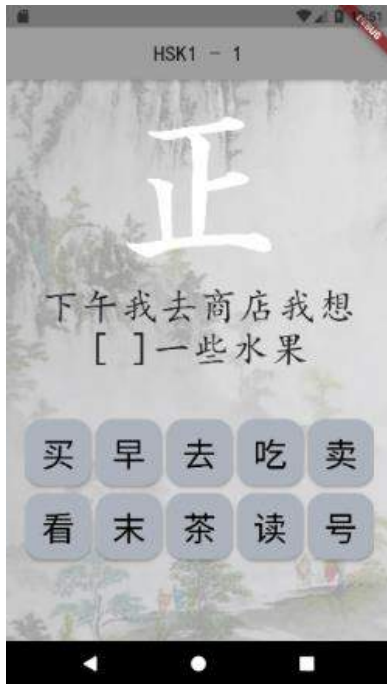 HSK1 - 1
正
下午我去商店我想
[ ]一些水果
买 早 去 吃 卖
看 末 茶 读 号